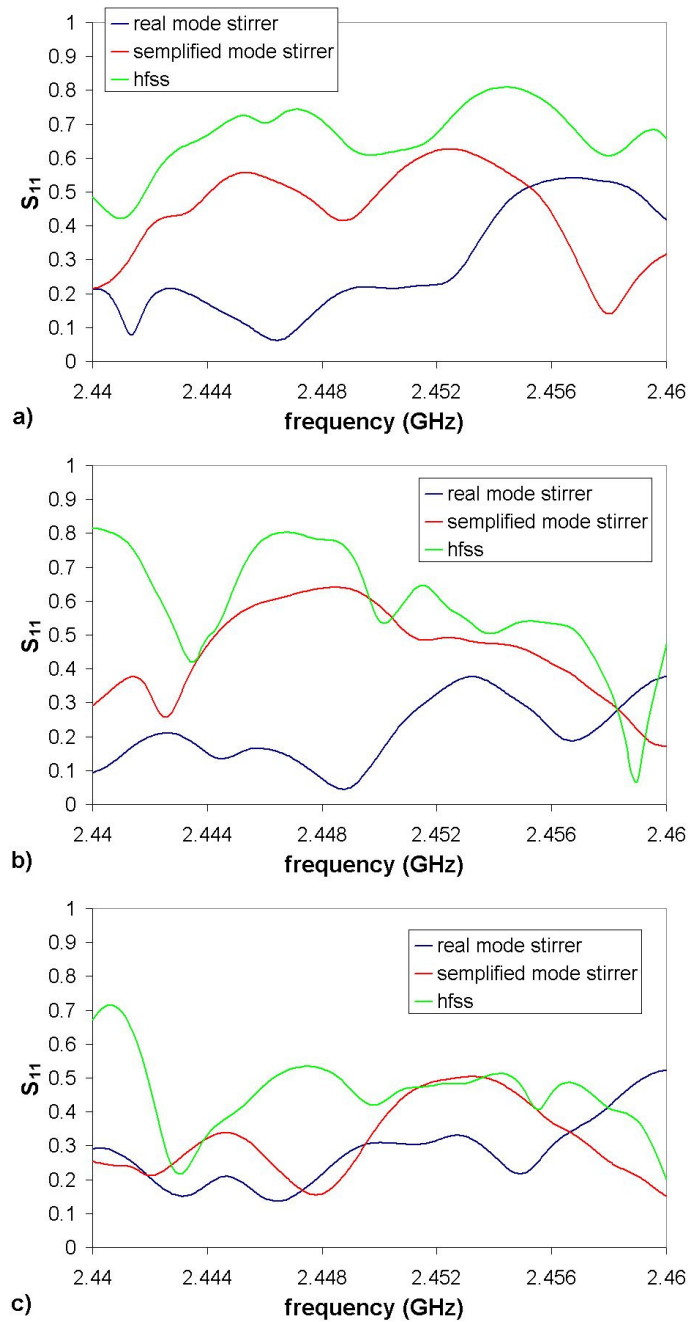 real mode stirrer
semplified mode stirrer
hfss
1
0.9
0.8
0.7
0.6
0.5
0.4
0.3
0.2
0.1
0
S11
2.44 2.444 2.448 2.452 2.456 2.46
frequency (GHz)
a)
real mode stirrer
semplified mode stirrer
hfss
1
0.9
0.8
0.7
0.6
0.5
0.4
0.3
0.2
0.1
0
S11
2.44 2.444 2.448 2.452 2.456 2.46
frequency (GHz)
b)
real mode stirrer
semplified mode stirrer
hfss
1
0.9
0.8
0.7
0.6
0.5
0.4
0.3
0.2
0.1
0
S11
2.44 2.444 2.448 2.452 2.456 2.46
frequency (GHz)
c)